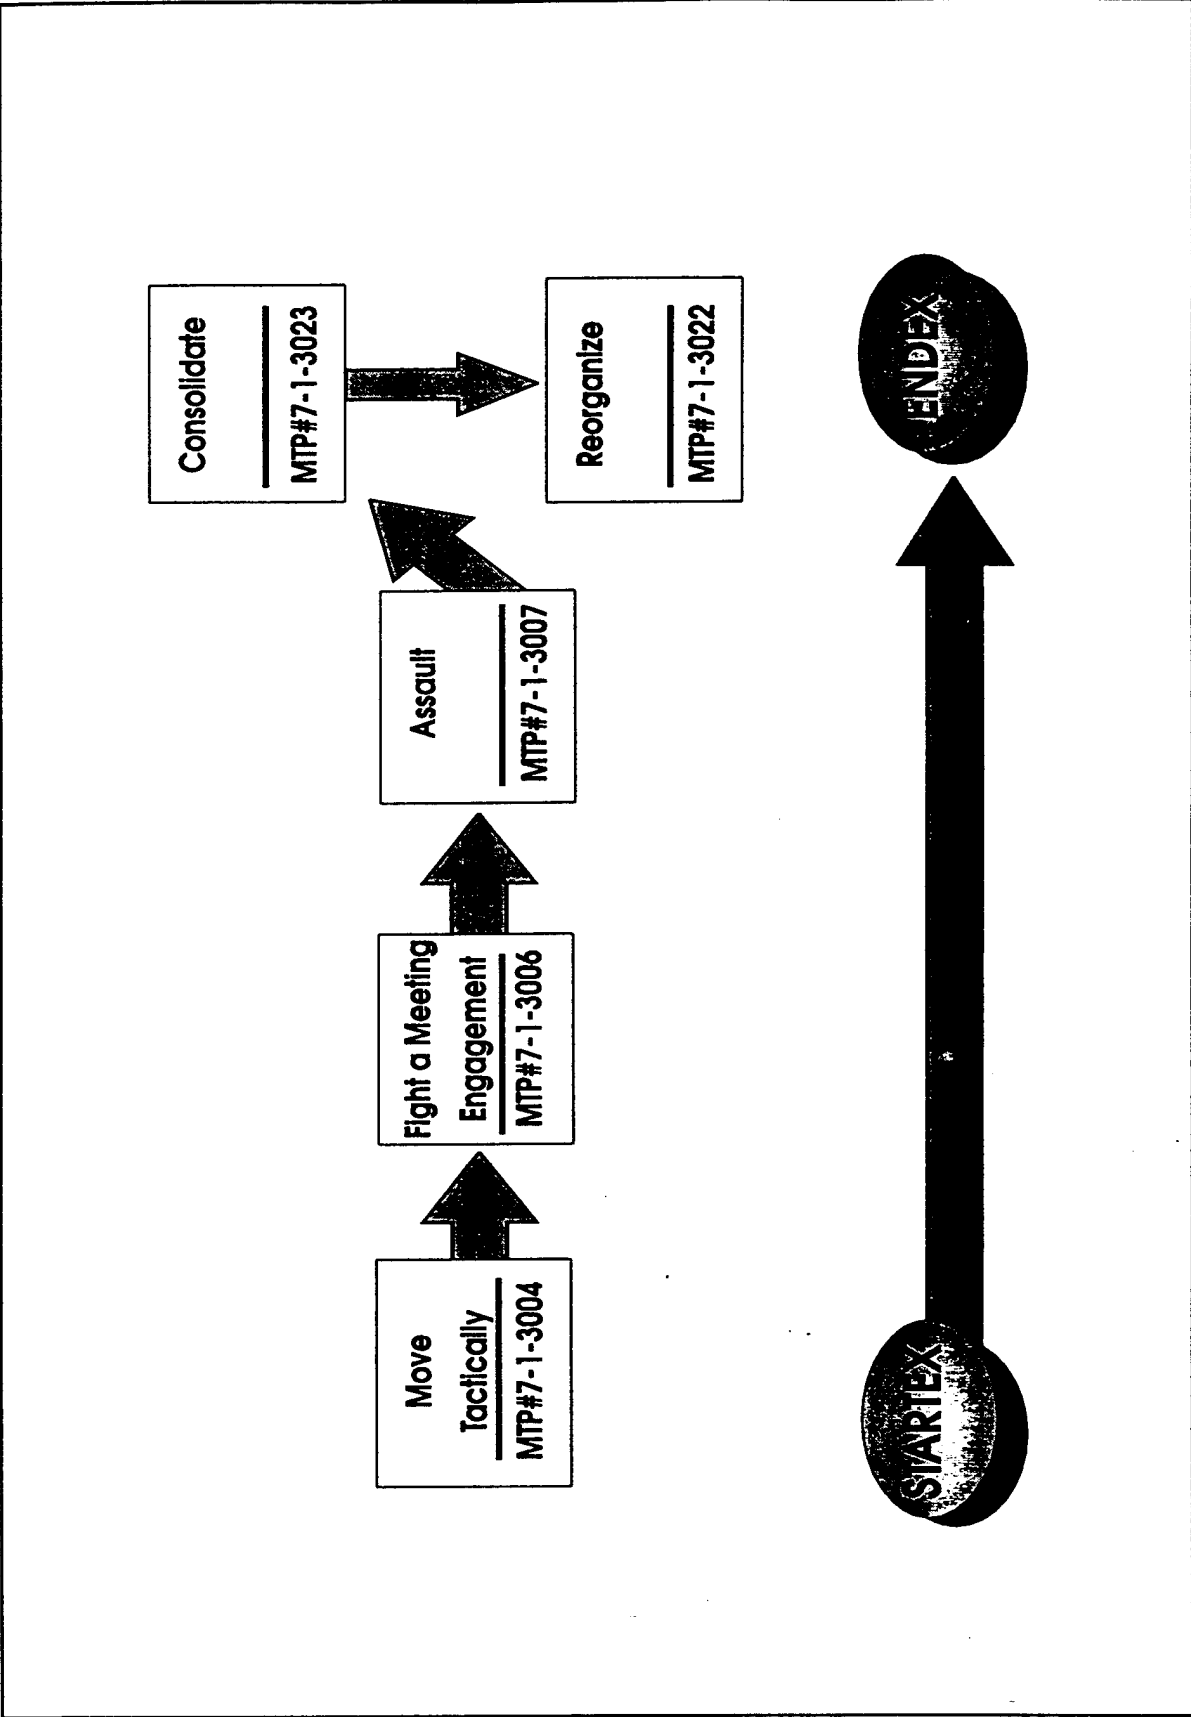 Move
Tactically
MTP#7-1-3004
Fight a Meeting
Engagement
MTP#7-1-3006
Assault
MTP#7-1-3007
Consolidate
MTP#7-1-3023
Reorganize
MTP#7-1-3022
STARTEX
ENDEX